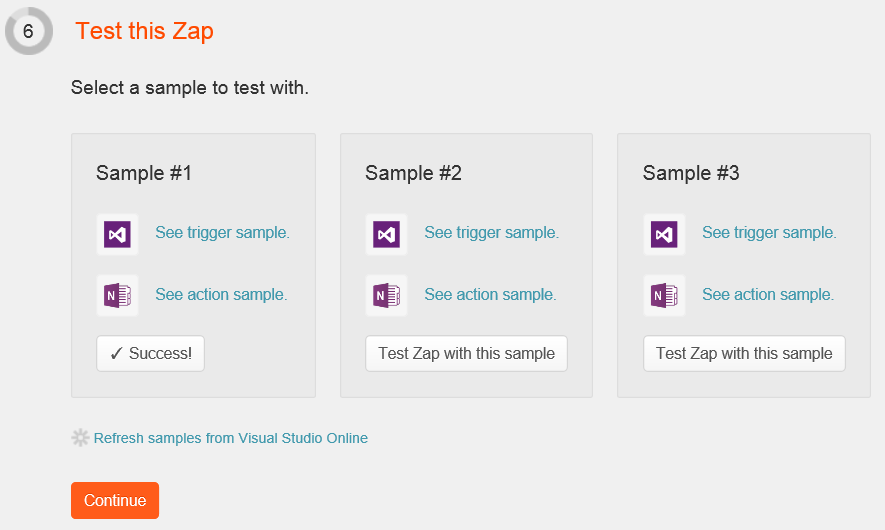 6
Test this Zap
Select a sample to test with.
Sample #1
See trigger sample.
N
See action sample.
✓ Success!
Sample #2
See trigger sample.
N
See action sample.
Test Zap with this sample
Sample #3
See trigger sample.
N
See action sample.
Test Zap with this sample
Refresh samples from Visual Studio Online
Continue